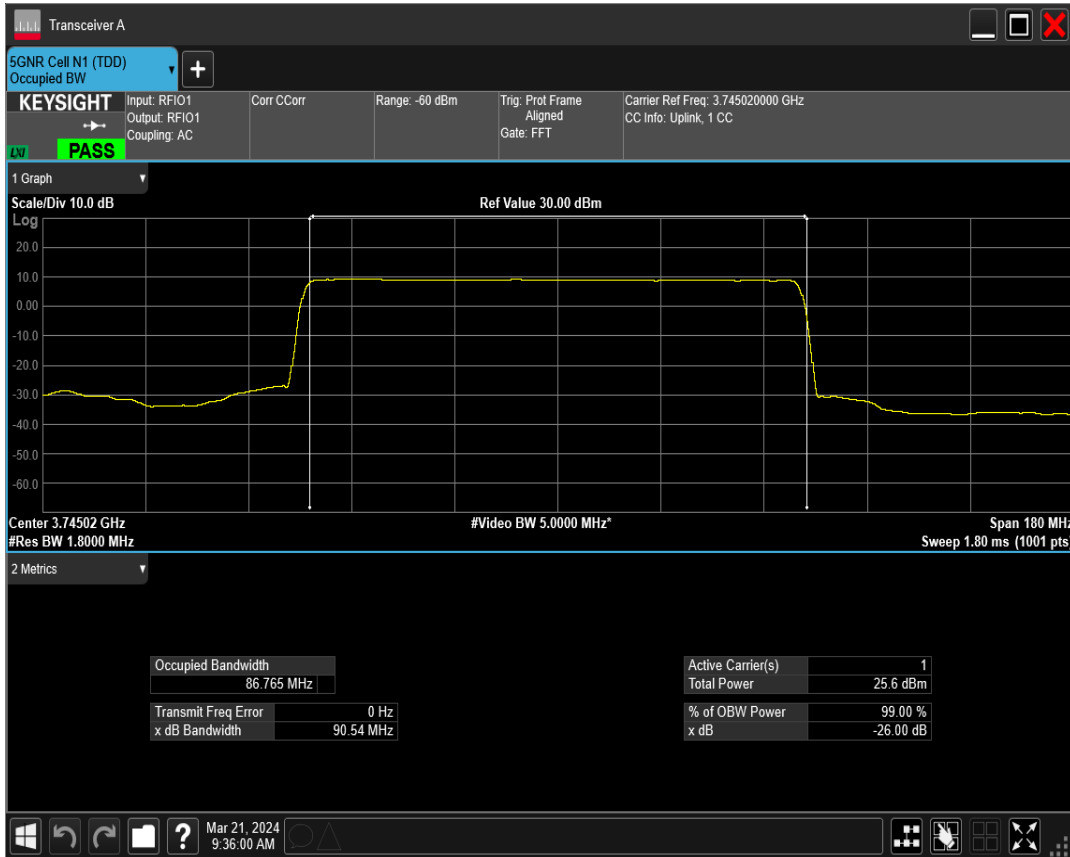 Transceiver A
5GNR Cell N1 (TDD)
Occupied BW
+
KEYSIGHT
LXI
PASS
Input: RFIO1
Output: RFIO1
Coupling: AC
Corr CCorr
Range: -60 dBm
Trig: Prot Frame
Aligned
Gate: FFT
Carrier Ref Freq: 3.745020000 GHz
CC Info: Uplink, 1 CC
1 Graph
Scale/Div 10.0 dB
Ref Value 30.00 dBm
Log
20.0
10.0
0.00
-10.0
-20.0
-30.0
-40.0
-50.0
-60.0
Center 3.74502 GHz
#Video BW 5.0000 MHz*
Span 180 MHz
#Res BW 1.8000 MHz
Sweep 1.80 ms (1001 pts)
2 Metrics
Occupied Bandwidth
86.765 MHz
Transmit Freq Error 0 Hz
x dB Bandwidth 90.54 MHz
Active Carrier(s) 1
Total Power 25.6 dBm
% of OBW Power 99.00 %
x dB -26.00 dB
?
Mar 21, 2024
9:36:00 AM